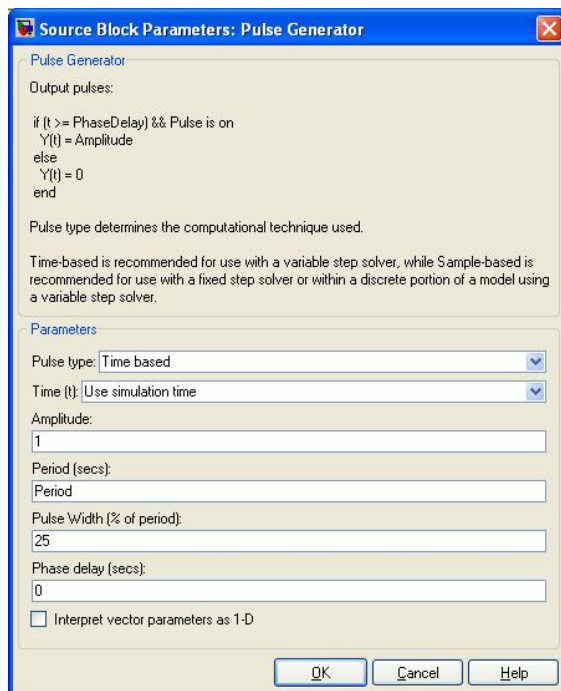 Source Block Parameters: Pulse Generator
Pulse Generator
Output pulses:
if (t >= PhaseDelay) && Pulse is on
Y(t) = Amplitude
else
Y(t) = 0
end
Pulse type determines the computational technique used.
Time-based is recommended for use with a variable step solver, while Sample-based is
recommended for use with a fixed step solver or within a discrete portion of a model using
a variable step solver.
Parameters
Pulse type: Time based
Time (t): Use simulation time
Amplitude:
1
Period (secs):
Period
Pulse Width (% of period):
25
Phase delay (secs):
0
Interpret vector parameters as 1-D
OK Cancel Help